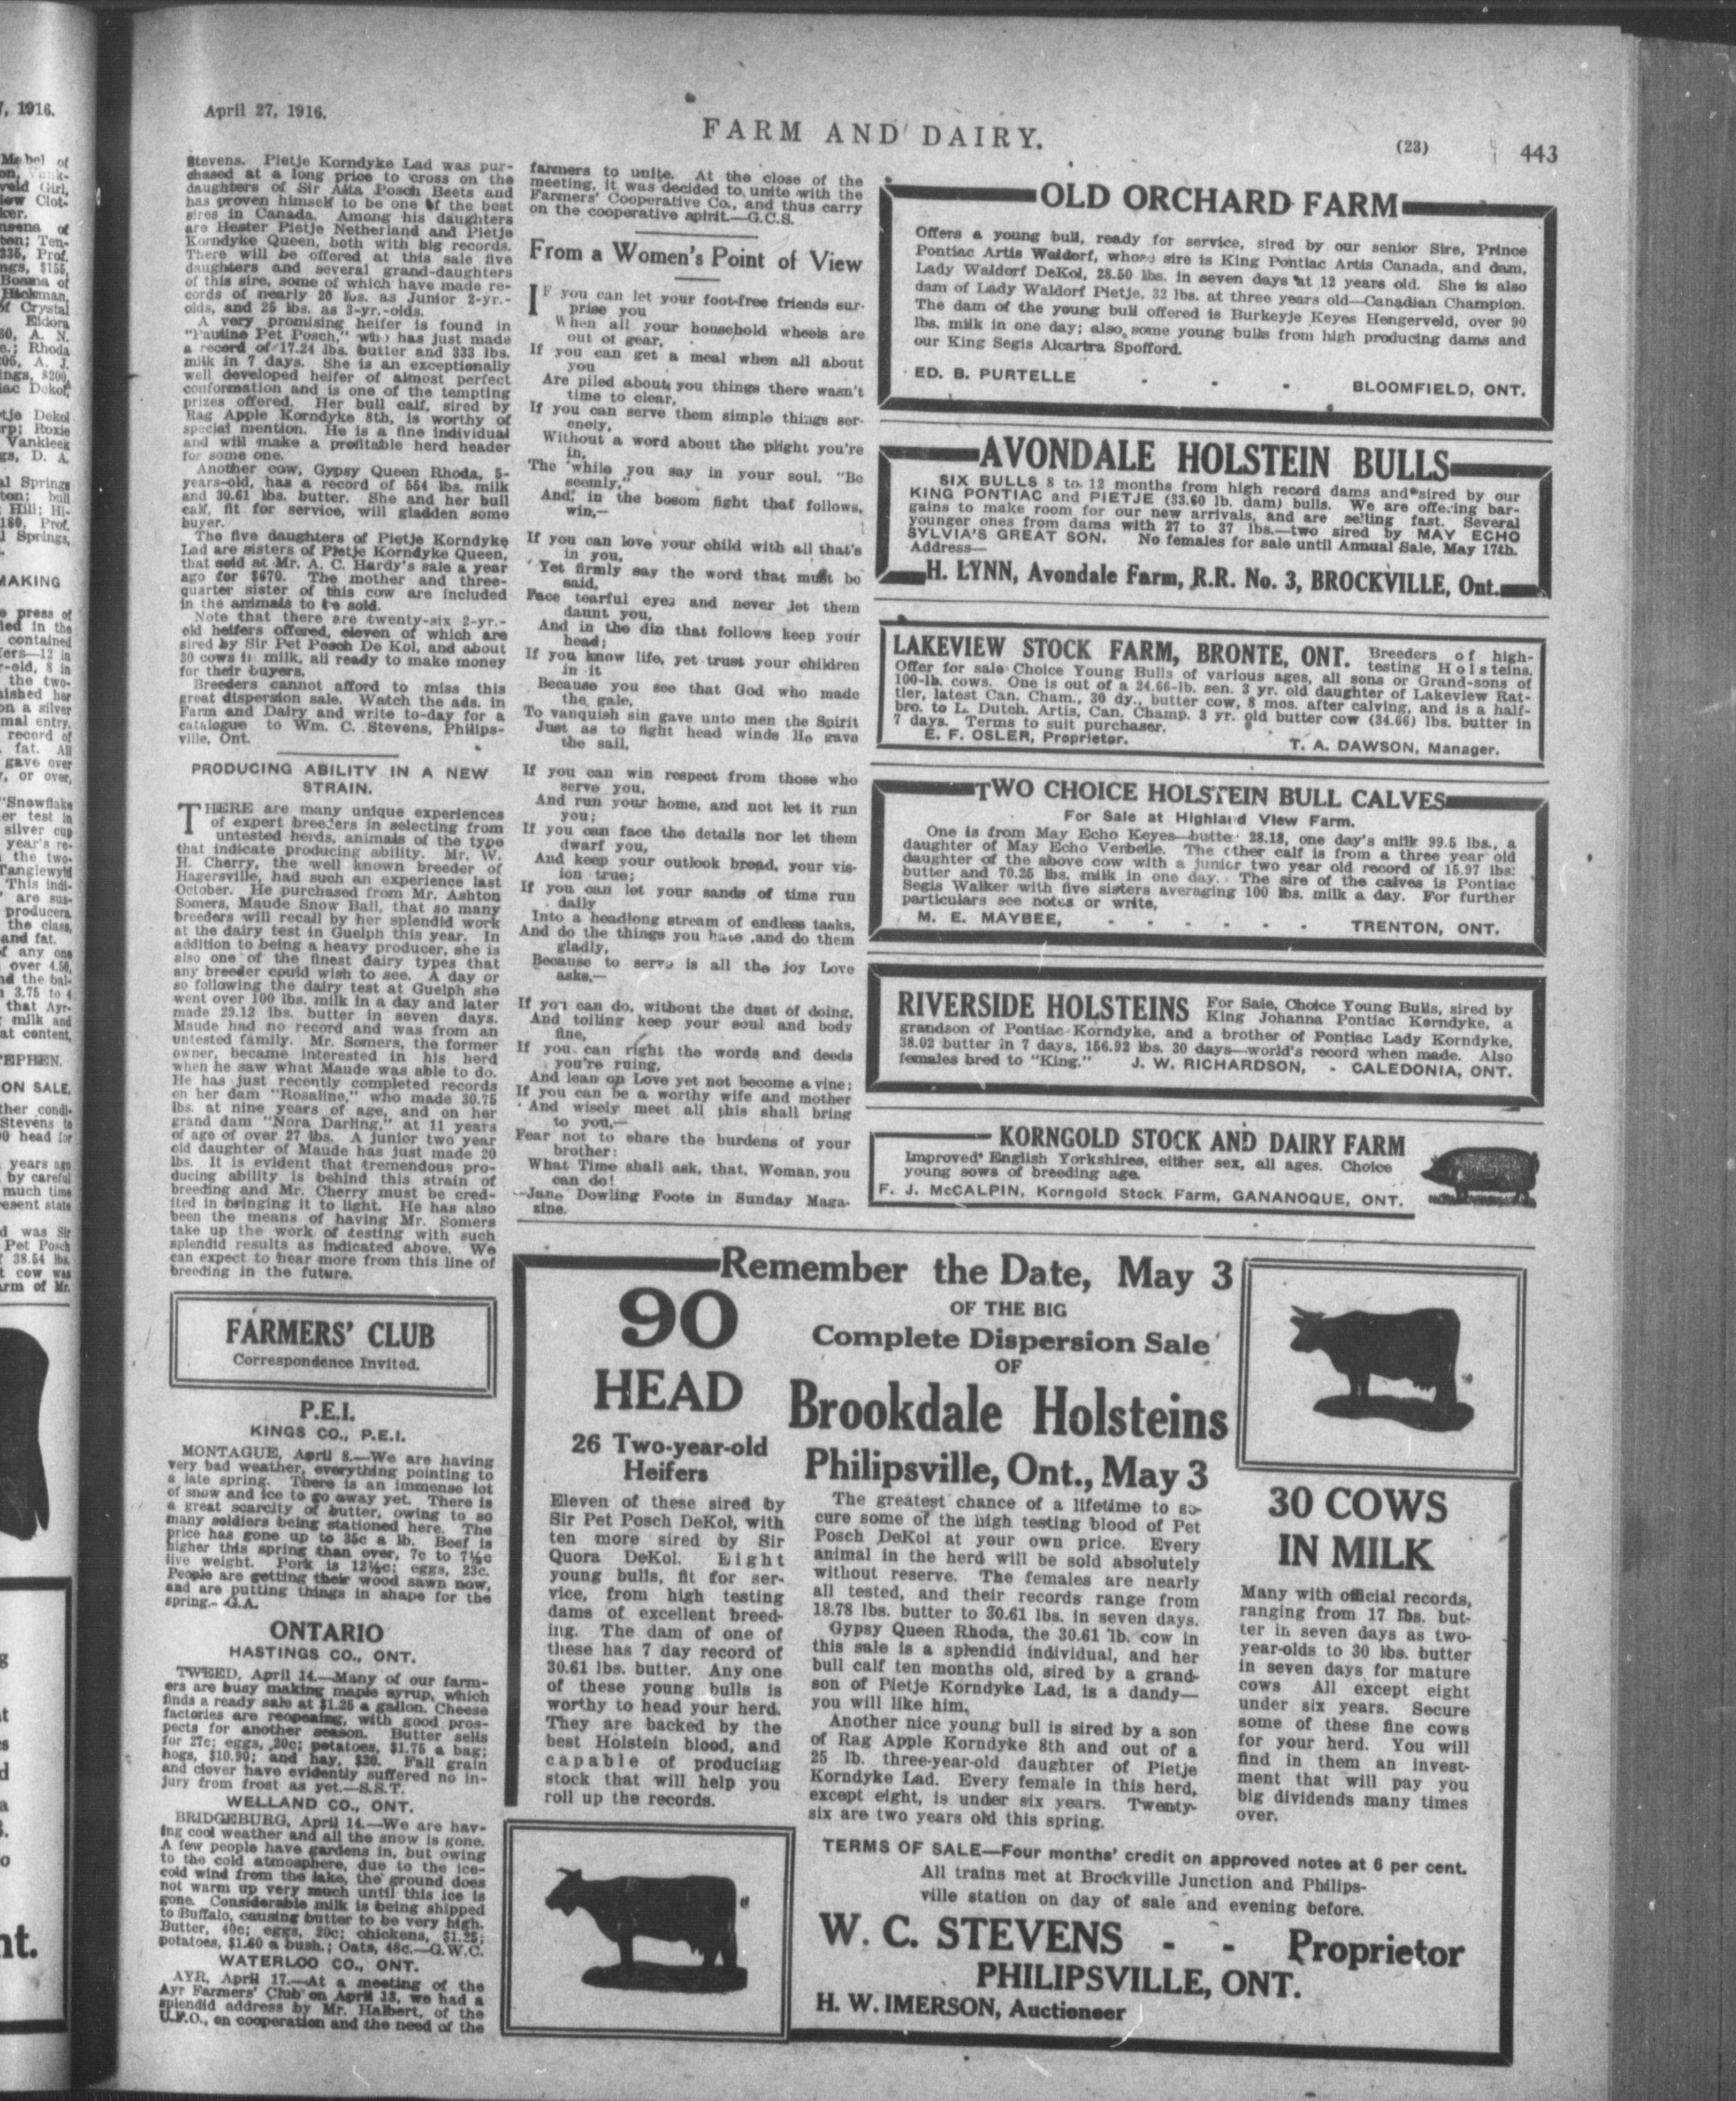 April 27, 1916.
FARM AND DAIRY.
(23)
443
Stevens. Pietje Korndyke Lad was pur-
chased at a long price to cross on the
daughters of Sir Aita Posch Beets and
has proven himself to be one of the best
sires in Canada. Among his daughters
are Hester Pietje Netherland and Pietje
Korndyke Queen, both with big records.
There will be offered at this sale five
daughters and several grand-daughters
of this sire, some of which have made re-
cords of nearly 20 lbs. as Junior 2-yr.-
olds, and 25 lbs. as 3-yr.-olds.
A very promising heifer is found in
"Pauline Pet Posch," who has just made
a record of 17.24 lbs. butter and 333 lbs.
milk in 7 days. She is an exceptionally
well developed heifer of almost perfect
conformation and is one of the tempting
prizes offered. Her bull calf, sired by
Rag Apple Korndyke 8th, is worthy of
special mention. He is a fine individual
and will make a profitable herd header
for some one.
Another cow, Gypsy Queen Rhoda, 5-
years-old, has a record of 554 lbs. milk
and 30.61 lbs. butter. She and her bull
calf, fit for service, will gladden some
buyer.
The five daughters of Pietje Korndyke
Lad are sisters of Pietje Korndyke Queen,
that sold at Mr. A. C. Hardy's sale a year
ago for $670. The mother and three-
quarter sister of this cow are included
in the animals to be sold.
Note that there are twenty-six 2-yr.-
old heifers offered, eleven of which are
sired by Sir Pet Posch De Kol, and about
30 cows in milk, all ready to make money
for their buyers.
Breeders cannot afford to miss this
great dispersion sale. Watch the ads. in
Farm and Dairy and write to-day for a
catalogue to Wm. C. Stevens, Philips-
ville, Ont.
PRODUCING ABILITY IN A NEW
STRAIN.
THERE are many unique experiences
of expert breeders in selecting from
untested herds, animals of the type
that indicate producing ability. Mr. W.
H. Cherry, the well known breeder of
Hagersville, had such an experience last
October. He purchased from Mr. Ashton
Somers, Maude Snow Ball, that so many
breeders will recall by her splendid work
at the dairy test in Guelph this year. In
addition to being a heavy producer, she is
also one of the finest dairy types that
any breeder could wish to see. A day or
so following the dairy test at Guelph she
went over 100 lbs. milk in a day and later
made 29.12 lbs. butter in seven days.
Maude had no record and was from an
untested family. Mr. Somers, the former
owner, became interested in his herd
when he saw what Maude was able to do.
He has just recently completed records
on her dam "Rosaline," who made 30.75
lbs. at nine years of age, and on her
grand dam "Nora Darling," at 11 years
of age of over 27 lbs. A junior two year
old daughter of Maude has just made 20
lbs. It is evident that tremendous pro-
ducing ability is behind this strain of
breeding and Mr. Cherry must be cred-
ited in bringing it to light. He has also
been the means of having Mr. Somers
take up the work of testing with such
splendid results as indicated above. We
can expect to hear more from this line of
breeding in the future.
FARMERS' CLUB
Correspondence Invited.
P.E.I.
KINGS CO., P.E.I.
MONTAGUE, April 8.—We are having
very bad weather, everything pointing to
a late spring. There is an immense lot
of snow and ice to go away yet. There is
a great scarcity of butter, owing to so
many soldiers being stationed here. The
price has gone up to 35c a lb. Beef is
higher this spring than ever, 7c to 7½c
live weight. Pork is 12½c; eggs, 23c.
People are getting their wood sawn now,
and are putting things in shape for the
spring.—G.A.
ONTARIO
HASTINGS CO., ONT.
TWEED, April 14.—Many of our farm-
ers are busy making maple syrup, which
finds a ready sale at $1.25 a gallon. Cheese
factories are reopening, with good pros-
pects for another season. Butter sells
for 27c; eggs, 20c; potatoes, $1.75 a bag;
hogs, $10.90; and hay, $20. Fall grain
and clover have evidently suffered no in-
jury from frost as yet.—S.S.T.
WELLAND CO., ONT.
BRIDGEBURG, April 14.—We are hav-
ing cool weather and all the snow is gone.
A few people have gardens in, but owing
to the cold atmosphere, due to the ice-
cold wind from the lake, the ground does
not warm up very much until this ice is
gone. Considerable milk is being shipped
to Buffalo, causing butter to be very high.
Butter, 40c; eggs, 20c; chickens, $1.25;
potatoes, $1.60 a bush.; Oats, 48c.—G.W.C.
WATERLOO CO., ONT.
AYR, April 17.—At a meeting of the
Ayr Farmers' Club on April 13, we had a
splendid address by Mr. Halbert, of the
U.F.O., on cooperation and the need of the
farmers to unite. At the close of the
meeting, it was decided to unite with the
Farmers' Cooperative Co., and thus carry
on the cooperative spirit.—G.C.S.
From a Women's Point of View
IF you can let your foot-free friends sur-
prise you
When all your household wheels are
out of gear,
If you can get a meal when all about
you
Are piled about you things there wasn't
time to clear,
If you can serve them simple things ser-
enely,
Without a word about the plight you're
in,
The while you say in your soul, "Be
seemly,"
And in the bosom fight that follows,
win,—
If you can love your child with all that's
in you,
Yet firmly say the word that must be
said,
Face tearful eyes and never let them
daunt you,
And in the din that follows keep your
head;
If you know life, yet trust your children
in it
Because you see that God who made
the gale,
To vanquish sin gave unto men the Spirit
Just as to fight head winds He gave
the sail,
If you can win respect from those who
serve you,
And run your home, and not let it run
you;
If you can face the details nor let them
dwarf you,
And keep your outlook broad, your vis-
ion true;
If you can let your sands of time run
daily
Into a headlong stream of endless tasks,
And do the things you hate and do them
gladly,
Because to serve is all the joy Love
asks,—
If you can do, without the dust of doing,
And toiling keep your soul and body
fine,
If you can right the words and deeds
you're ruing,
And lean on Love yet not become a vine;
If you can be a worthy wife and mother
And wisely meet all this shall bring
to you,—
Fear not to share the burdens of your
brother:
What Time shall ask, that, Woman, you
can do!
—Jane Dowling Foote in Sunday Maga-
zine.
OLD ORCHARD FARM
Offers a young bull, ready for service, sired by our senior Sire, Prince
Pontiac Artis Waldorf, whose sire is King Pontiac Artis Canada, and dam,
Lady Waldorf DeKol, 28.50 lbs. in seven days at 12 years old. She is also
dam of Lady Waldorf Pietje, 32 lbs. at three years old—Canadian Champion.
The dam of the young bull offered is Burkeyje Keyes Hengerveld, over 90
lbs. milk in one day; also some young bulls from high producing dams and
our King Segis Alcartra Spofford.
ED. B. PURTELLE - - - BLOOMFIELD, ONT.
AVONDALE HOLSTEIN BULLS
SIX BULLS 8 to 12 months from high record dams and sired by our
KING PONTIAC and PIETJE (33.60 lb. dam) bulls. We are offering bar-
gains to make room for our new arrivals, and are selling fast. Several
younger ones from dams with 27 to 37 lbs.—two sired by MAY ECHO
SYLVIA'S GREAT SON. No females for sale until Annual Sale, May 17th.
Address—
H. LYNN, Avondale Farm, R.R. No. 3, BROCKVILLE, Ont.
LAKEVIEW STOCK FARM, BRONTE, ONT. Breeders of high-
testing Holsteins.
Offer for sale Choice Young Bulls of various ages, all sons or Grand-sons of
100-lb. cows. One is out of a 24.66-lb. sen. 3 yr. old daughter of Lakeview Rat-
tler, latest Can. Cham., 30 dy., butter cow, 8 mos. after calving, and is a half-
bro. to L. Dutch. Artis, Can. Champ. 3 yr. old butter cow (34.66) lbs. butter in
7 days. Terms to suit purchaser.
E. F. OSLER, Proprietor. T. A. DAWSON, Manager.
TWO CHOICE HOLSTEIN BULL CALVES
For Sale at Highland View Farm.
One is from May Echo Keyes—butter 28.18, one day's milk 99.5 lbs., a
daughter of May Echo Verbelle. The other calf is from a three year old
daughter of the above cow with a junior two year old record of 15.97 lbs.
butter and 70.25 lbs. milk in one day. The sire of the calves is Pontiac
Segis Walker with five sisters averaging 100 lbs. milk a day. For further
particulars see notes or write,
M. E. MAYBEE, - - - - - - TRENTON, ONT.
RIVERSIDE HOLSTEINS For Sale, Choice Young Bulls, sired by
King Johanna Pontiac Korndyke, a
grandson of Pontiac Korndyke, and a brother of Pontiac Lady Korndyke,
38.02 butter in 7 days, 156.92 lbs. 30 days—world's record when made. Also
females bred to "King." J. W. RICHARDSON, - CALEDONIA, ONT.
KORNGOLD STOCK AND DAIRY FARM
Improved English Yorkshires, either sex, all ages. Choice
young sows of breeding age.
F. J. McCALPIN, Korngold Stock Farm, GANANOQUE, ONT.
Remember the Date, May 3
OF THE BIG
Complete Dispersion Sale
OF
Brookdale Holsteins
Philipsville, Ont., May 3
90
HEAD
26 Two-year-old
Heifers
Eleven of these sired by
Sir Pet Posch DeKol, with
ten more sired by Sir
Quora DeKol. Eight
young bulls, fit for ser-
vice, from high testing
dams of excellent breed-
ing. The dam of one of
these has 7 day record of
30.61 lbs. butter. Any one
of these young bulls is
worthy to head your herd.
They are backed by the
best Holstein blood, and
capable of producing
stock that will help you
roll up the records.
The greatest chance of a lifetime to se-
cure some of the high testing blood of Pet
Posch DeKol at your own price. Every
animal in the herd will be sold absolutely
without reserve. The females are nearly
all tested, and their records range from
18.78 lbs. butter to 30.61 lbs. in seven days.
Gypsy Queen Rhoda, the 30.61 lb. cow in
this sale is a splendid individual, and her
bull calf ten months old, sired by a grand-
son of Pietje Korndyke Lad, is a dandy—
you will like him,
Another nice young bull is sired by a son
of Rag Apple Korndyke 8th and out of a
25 lb. three-year-old daughter of Pietje
Korndyke Lad. Every female in this herd,
except eight, is under six years. Twenty-
six are two years old this spring.
30 COWS
IN MILK
Many with official records,
ranging from 17 lbs. but-
ter in seven days as two-
year-olds to 30 lbs. butter
in seven days for mature
cows All except eight
under six years. Secure
some of these fine cows
for your herd. You will
find in them an invest-
ment that will pay you
big dividends many times
over.
TERMS OF SALE—Four months' credit on approved notes at 6 per cent.
All trains met at Brockville Junction and Philips-
ville station on day of sale and evening before.
W. C. STEVENS - - Proprietor
PHILIPSVILLE, ONT.
H. W. IMERSON, Auctioneer